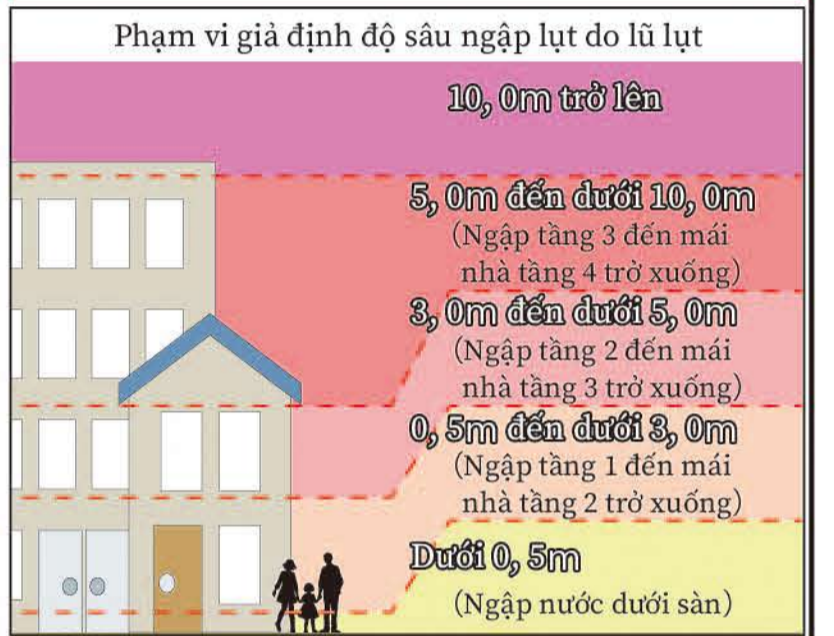 Phạm vi giả định độ sâu ngập lụt do lũ lụt
10, 0m trở lên
5, 0m đến dưới 10, 0m
(Ngập tầng 3 đến mái
nhà tầng 4 trở xuống)
3, 0m đến dưới 5, 0m
(Ngập tầng 2 đến mái
nhà tầng 3 trở xuống)
0, 5m đến dưới 3, 0m
(Ngập tầng 1 đến mái
nhà tầng 2 trở xuống)
Dưới 0, 5m
(Ngập nước dưới sàn)